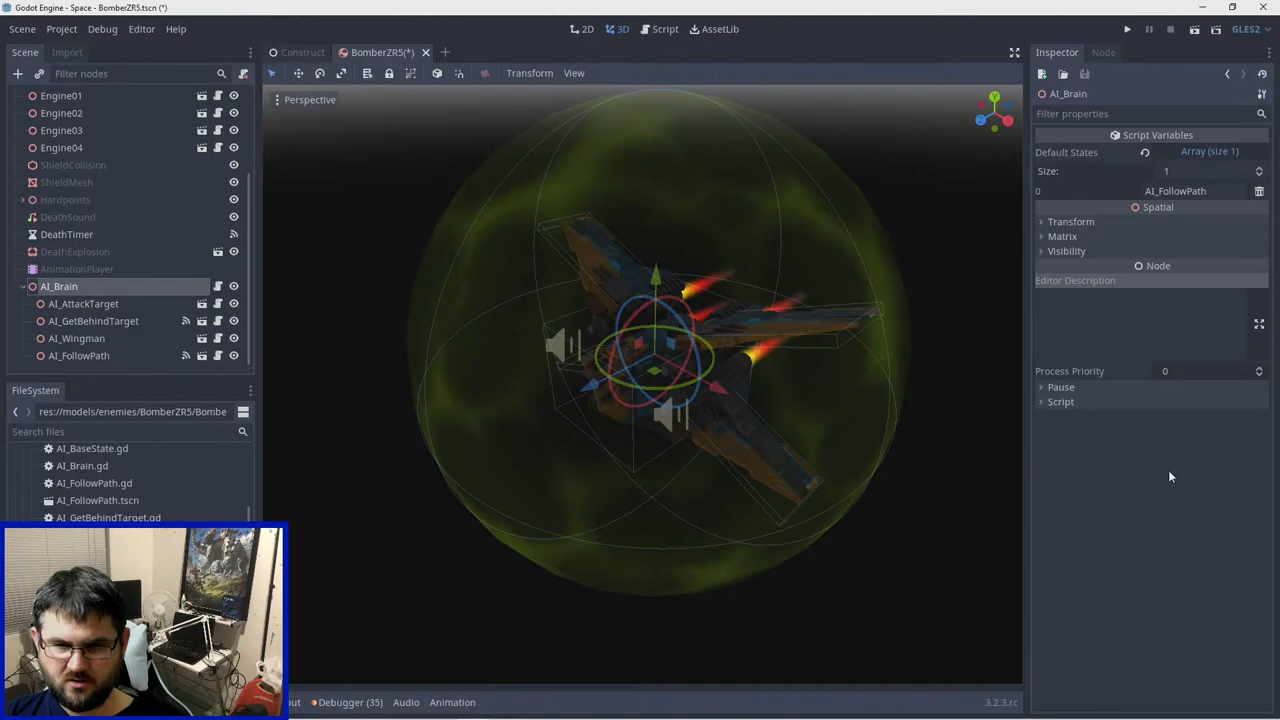 Godot Engine - Space - BomberZR5.tscn (*)
Scene Project Debug Editor Help
2D 3D Script AssetLib
GLES2
Scene Import
Filter nodes
Engine01
Engine02
Engine03
Engine04
ShieldCollision
ShieldMesh
Hardpoints
DeathSound
DeathTimer
DeathExplosion
AnimationPlayer
AI_Brain
AI_AttackTarget
AI_GetBehindTarget
AI_Wingman
AI_FollowPath
FileSystem
res://models/enemies/BomberZR5/Bombe
Search files
AI_BaseState.gd
AI_Brain.gd
AI_FollowPath.gd
AI_FollowPath.tscn
AI_GetBehindTarget.gd
Construct BomberZR5(*)
Transform View
Perspective
Y
Z X
Debugger (35) Audio Animation
3.2.3.rc
Inspector Node
AI_Brain
Filter properties
Script Variables
Default States Array (size 1)
Size: 1
0 AI_FollowPath
Spatial
Transform
Matrix
Visibility
Node
Editor Description
Process Priority 0
Pause
Script